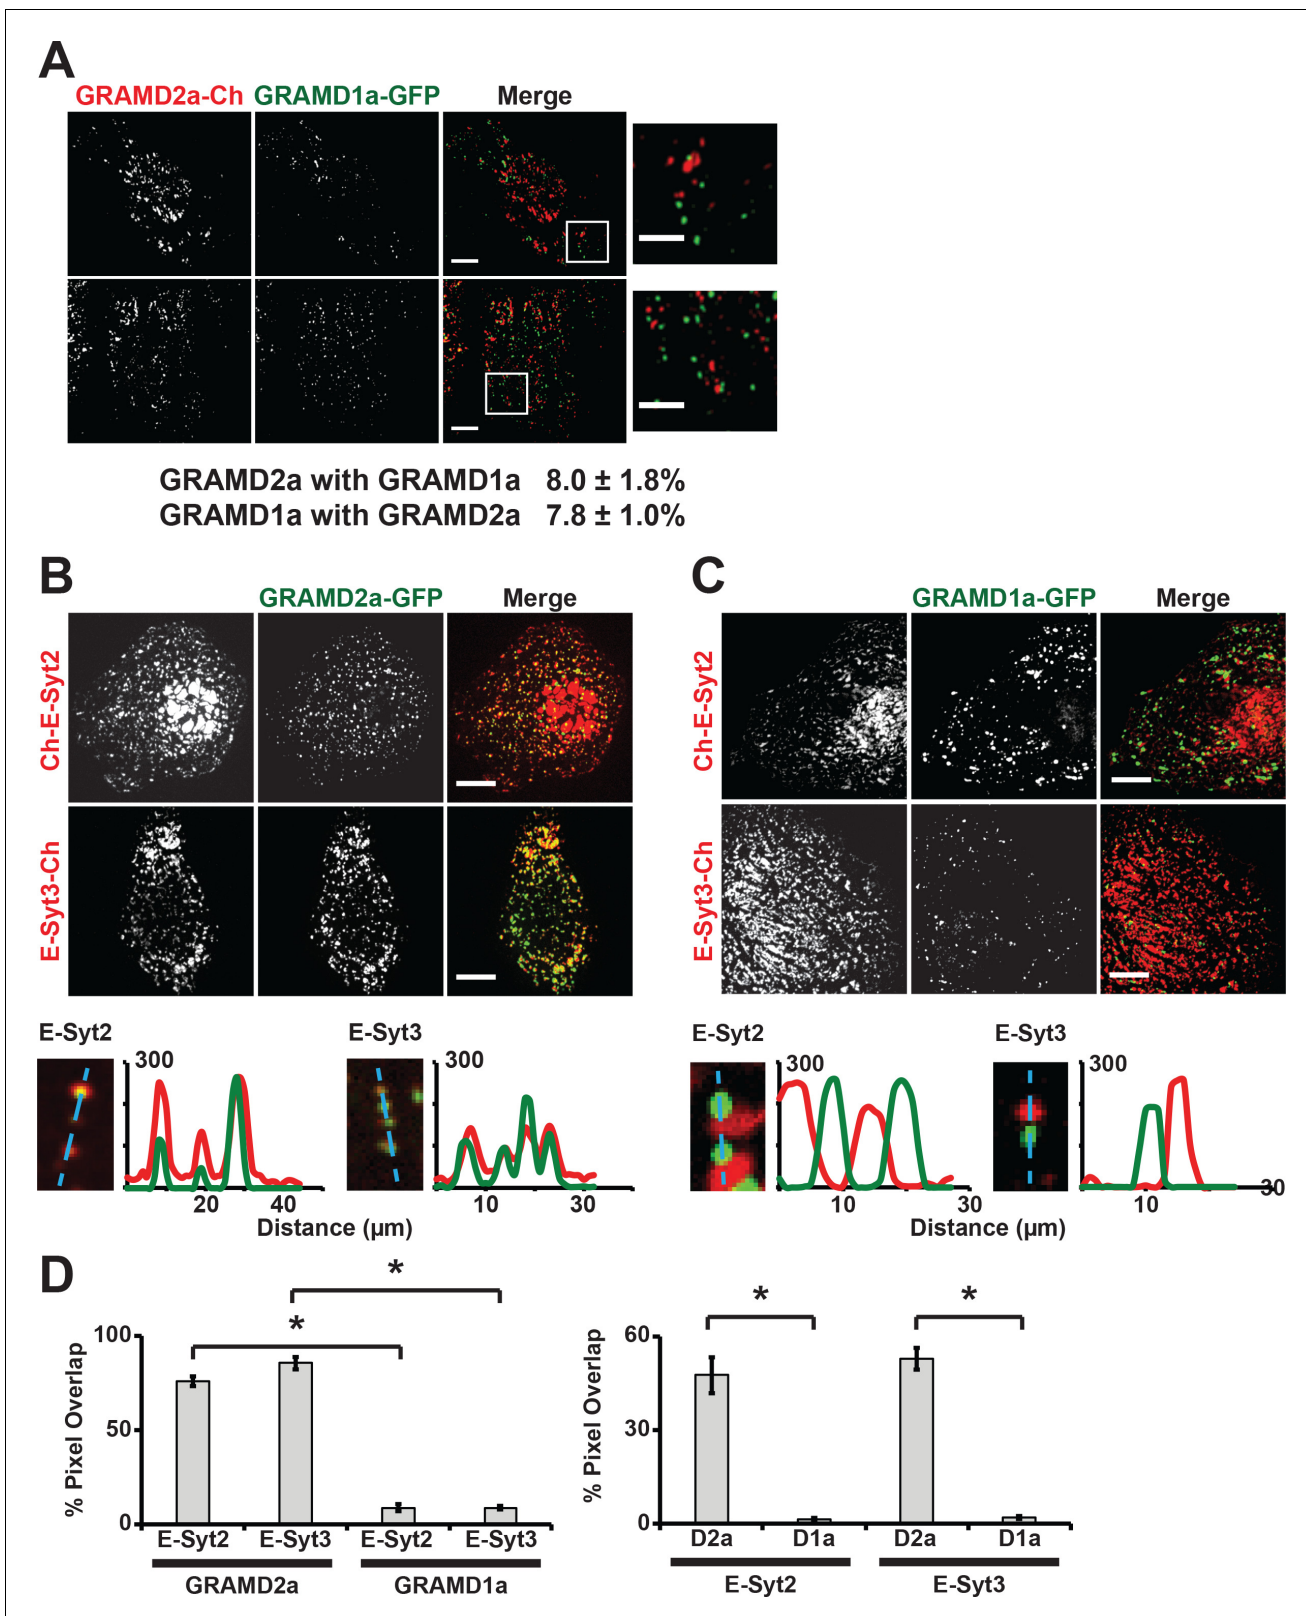 A
GRAMD2a-Ch GRAMD1a-GFP Merge
GRAMD2a with GRAMD1a 8.0 ± 1.8%
GRAMD1a with GRAMD2a 7.8 ± 1.0%
B
GRAMD2a-GFP Merge
Ch-E-Syt2
E-Syt3-Ch
E-Syt2
300
20 40
E-Syt3
300
10 30
Distance (µm)
C
GRAMD1a-GFP Merge
Ch-E-Syt2
E-Syt3-Ch
E-Syt2
300
10 30
E-Syt3
300
10 30
Distance (µm)
D
*
*
% Pixel Overlap
100
50
0
E-Syt2 E-Syt3 E-Syt2 E-Syt3
GRAMD2a GRAMD1a
* *
% Pixel Overlap
60
30
0
D2a D1a D2a D1a
E-Syt2 E-Syt3